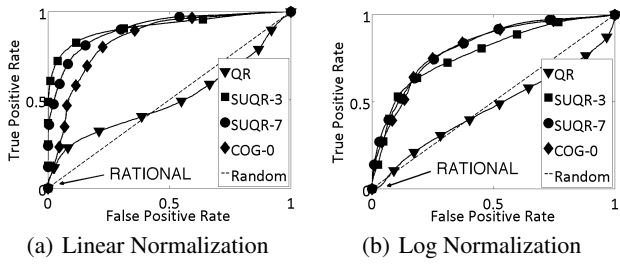 True Positive Rate
1
0.5
0
QR
SUQR-3
SUQR-7
COG-0
Random
RATIONAL
0.5
1
False Positive Rate
(a) Linear Normalization
True Positive Rate
1
0.5
0
QR
SUQR-3
SUQR-7
COG-0
Random
RATIONAL
0
0.5
1
False Positive Rate
(b) Log Normalization